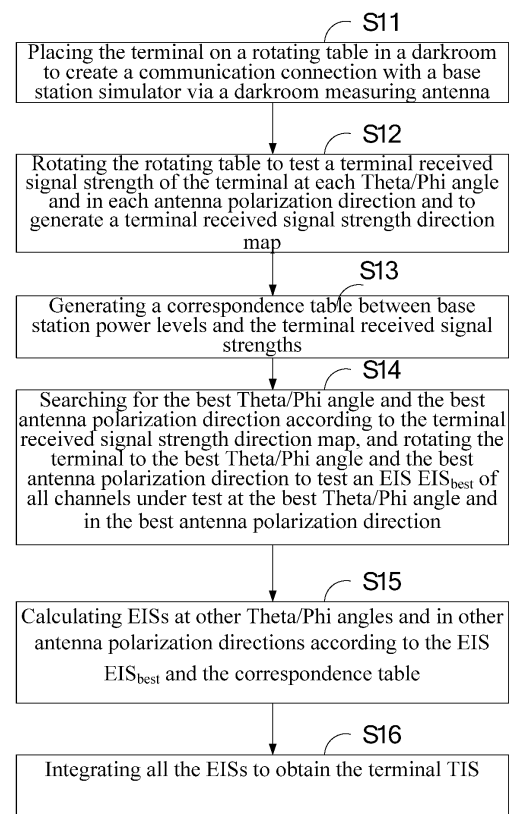 S11
Placing the terminal on a rotating table in a darkroom
to create a communication connection with a base
station simulator via a darkroom measuring antenna
S12
Rotating the rotating table to test a terminal received
signal strength of the terminal at each Theta/Phi angle
and in each antenna polarization direction and to
generate a terminal received signal strength direction
map
S13
Generating a correspondence table between base
station power levels and the terminal received signal
strengths
S14
Searching for the best Theta/Phi angle and the best
antenna polarization direction according to the terminal
received signal strength direction map, and rotating the
terminal to the best Theta/Phi angle and the best
antenna polarization direction to test an EIS EISbest of
all channels under test at the best Theta/Phi angle and
in the best antenna polarization direction
S15
Calculating EISs at other Theta/Phi angles and in other
antenna polarization directions according to the EIS
EISbest and the correspondence table
S16
Integrating all the EISs to obtain the terminal TIS